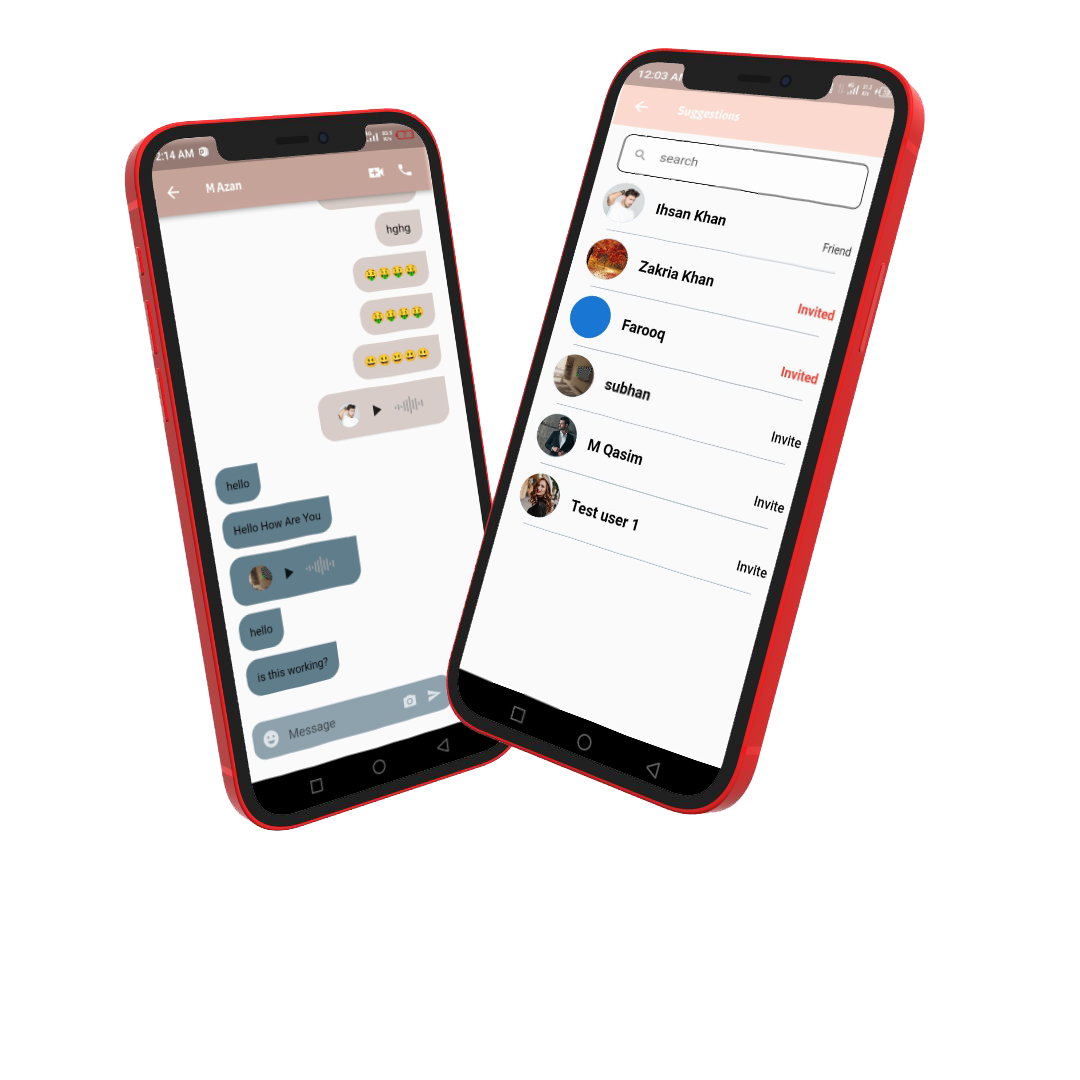 2:14 AM
M Azan
hghg
🤑🤑🤑🤑
🤑🤑🤑🤑
😃😃😃😃😃
hello
Hello How Are You
hello
is this working?
Message
12:03 AM
Suggestions
search
Ihsan Khan
Friend
Zakria Khan
Invited
Farooq
Invited
subhan
Invite
M Qasim
Invite
Test user 1
Invite